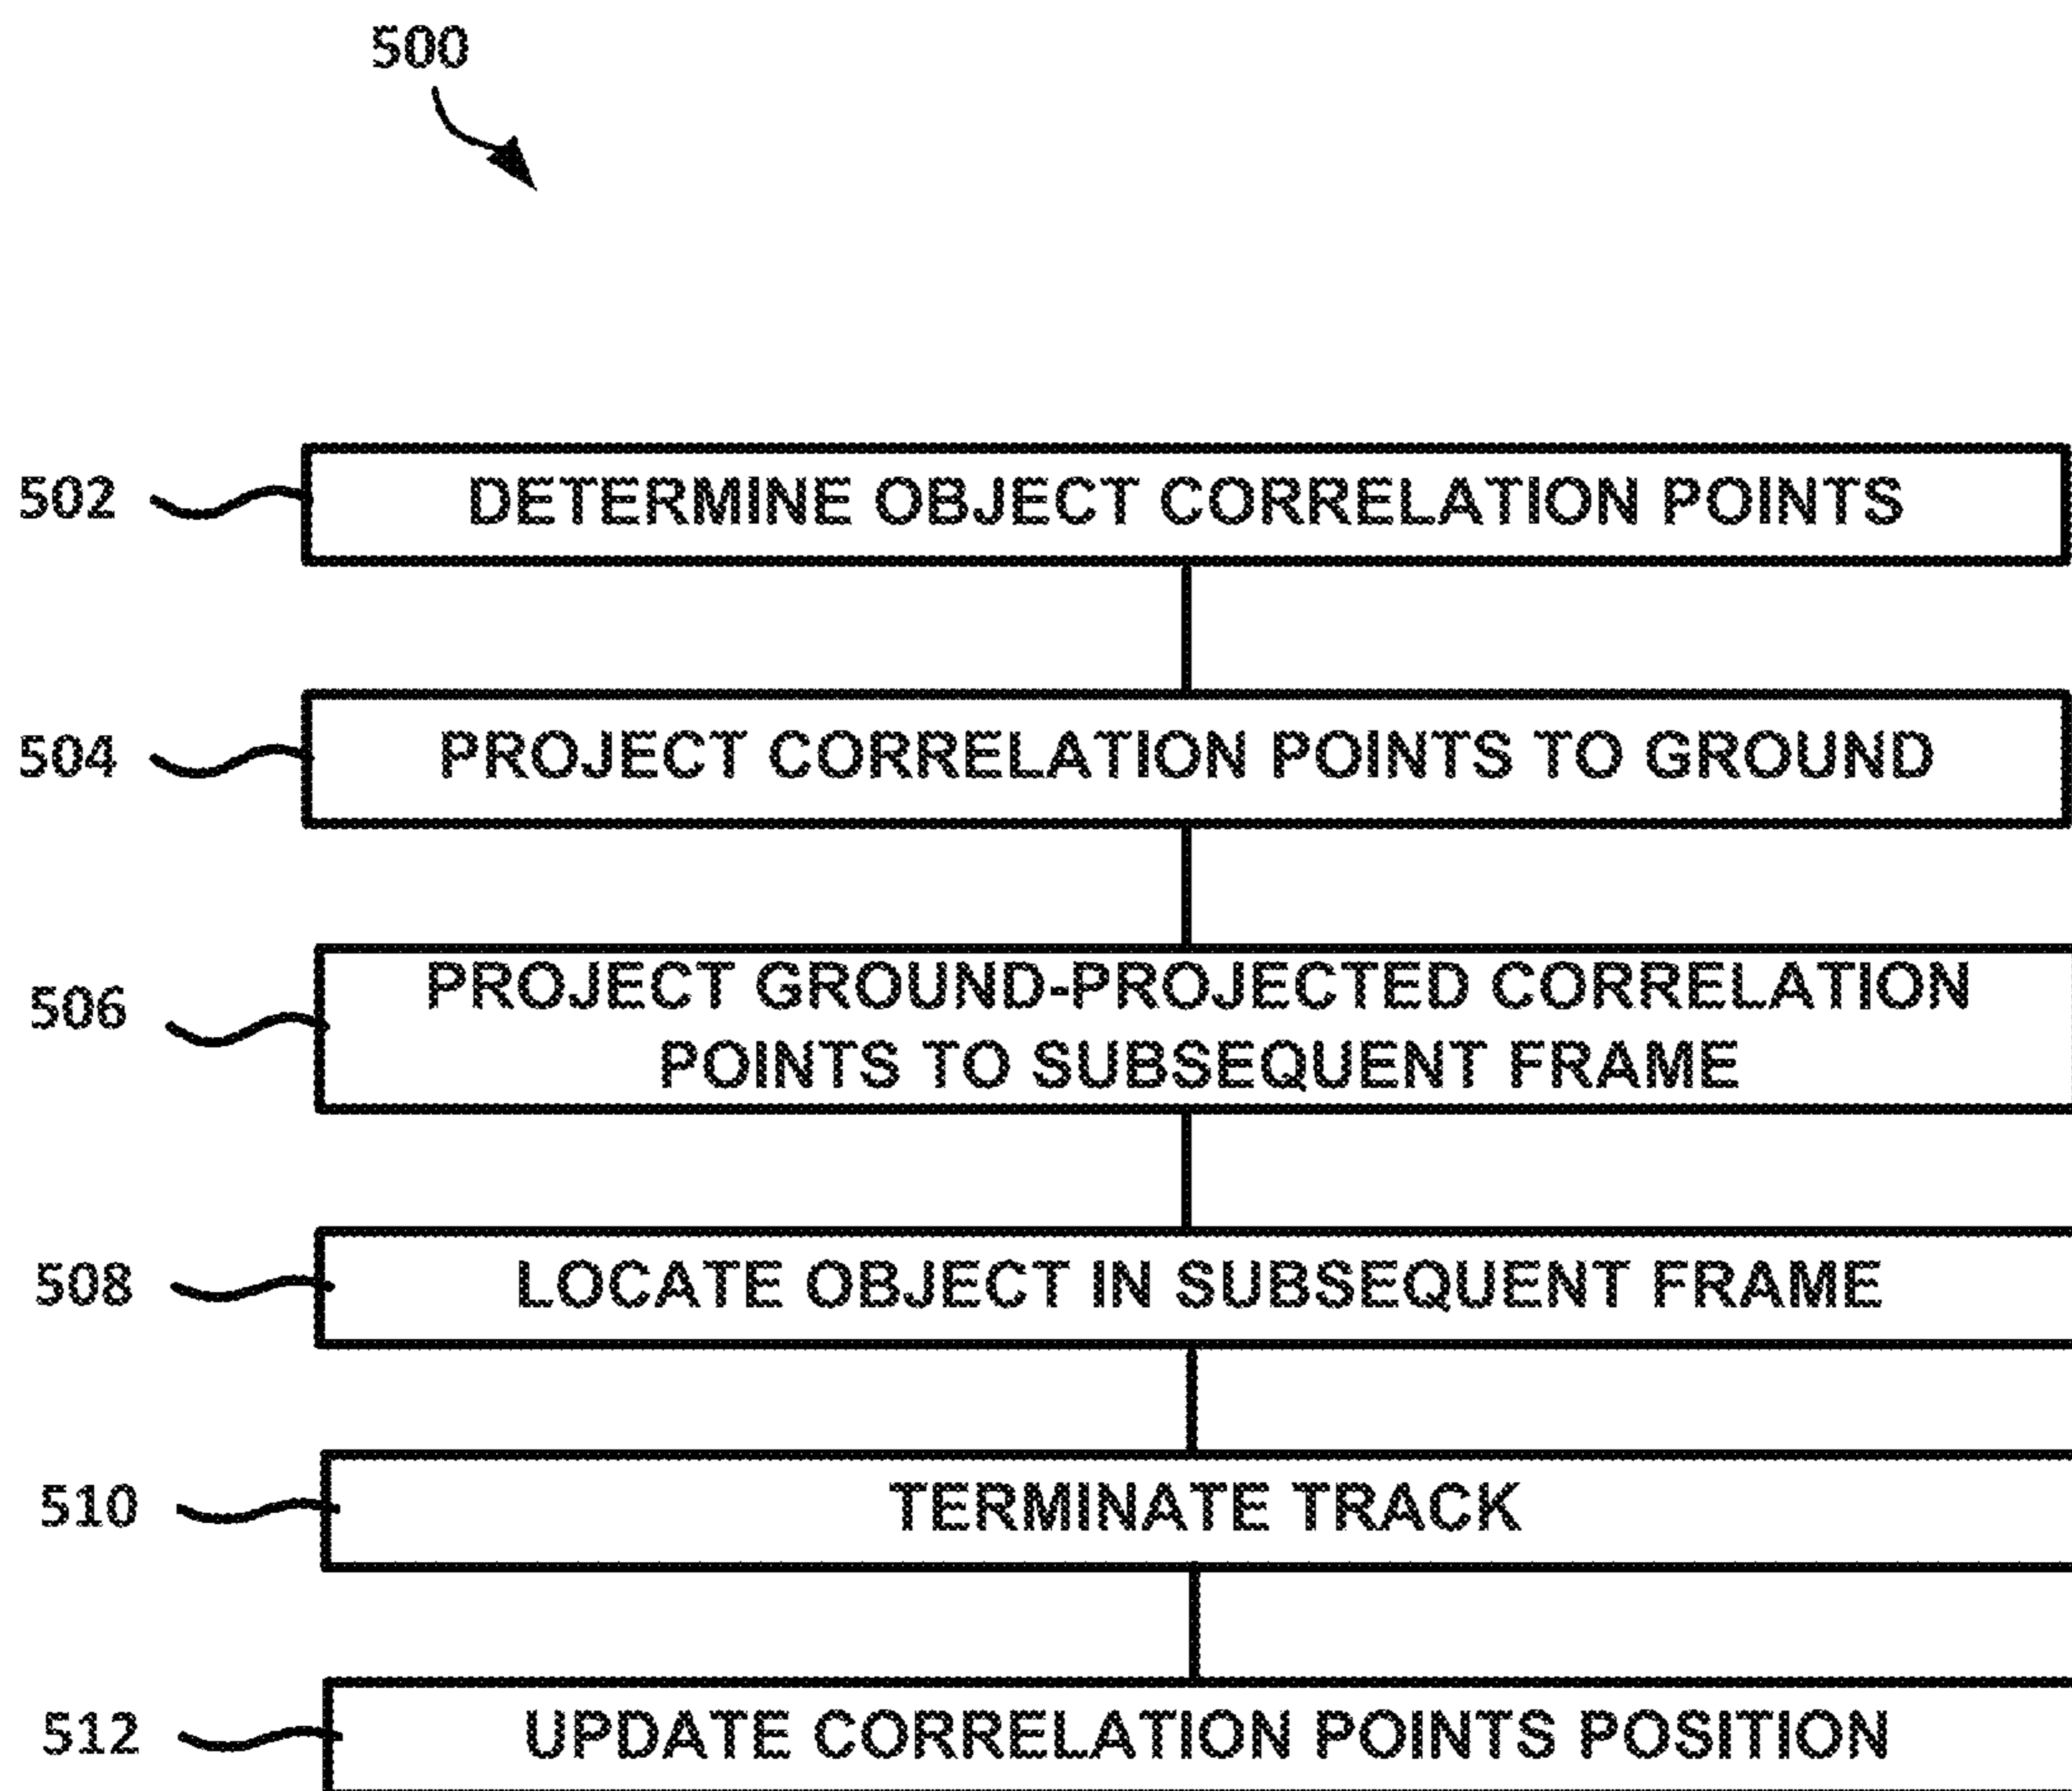 500
502 DETERMINE OBJECT CORRELATION POINTS
504 PROJECT CORRELATION POINTS TO GROUND
506 PROJECT GROUND-PROJECTED CORRELATION
POINTS TO SUBSEQUENT FRAME
508 LOCATE OBJECT IN SUBSEQUENT FRAME
510 TERMINATE TRACK
512 UPDATE CORRELATION POINTS POSITION